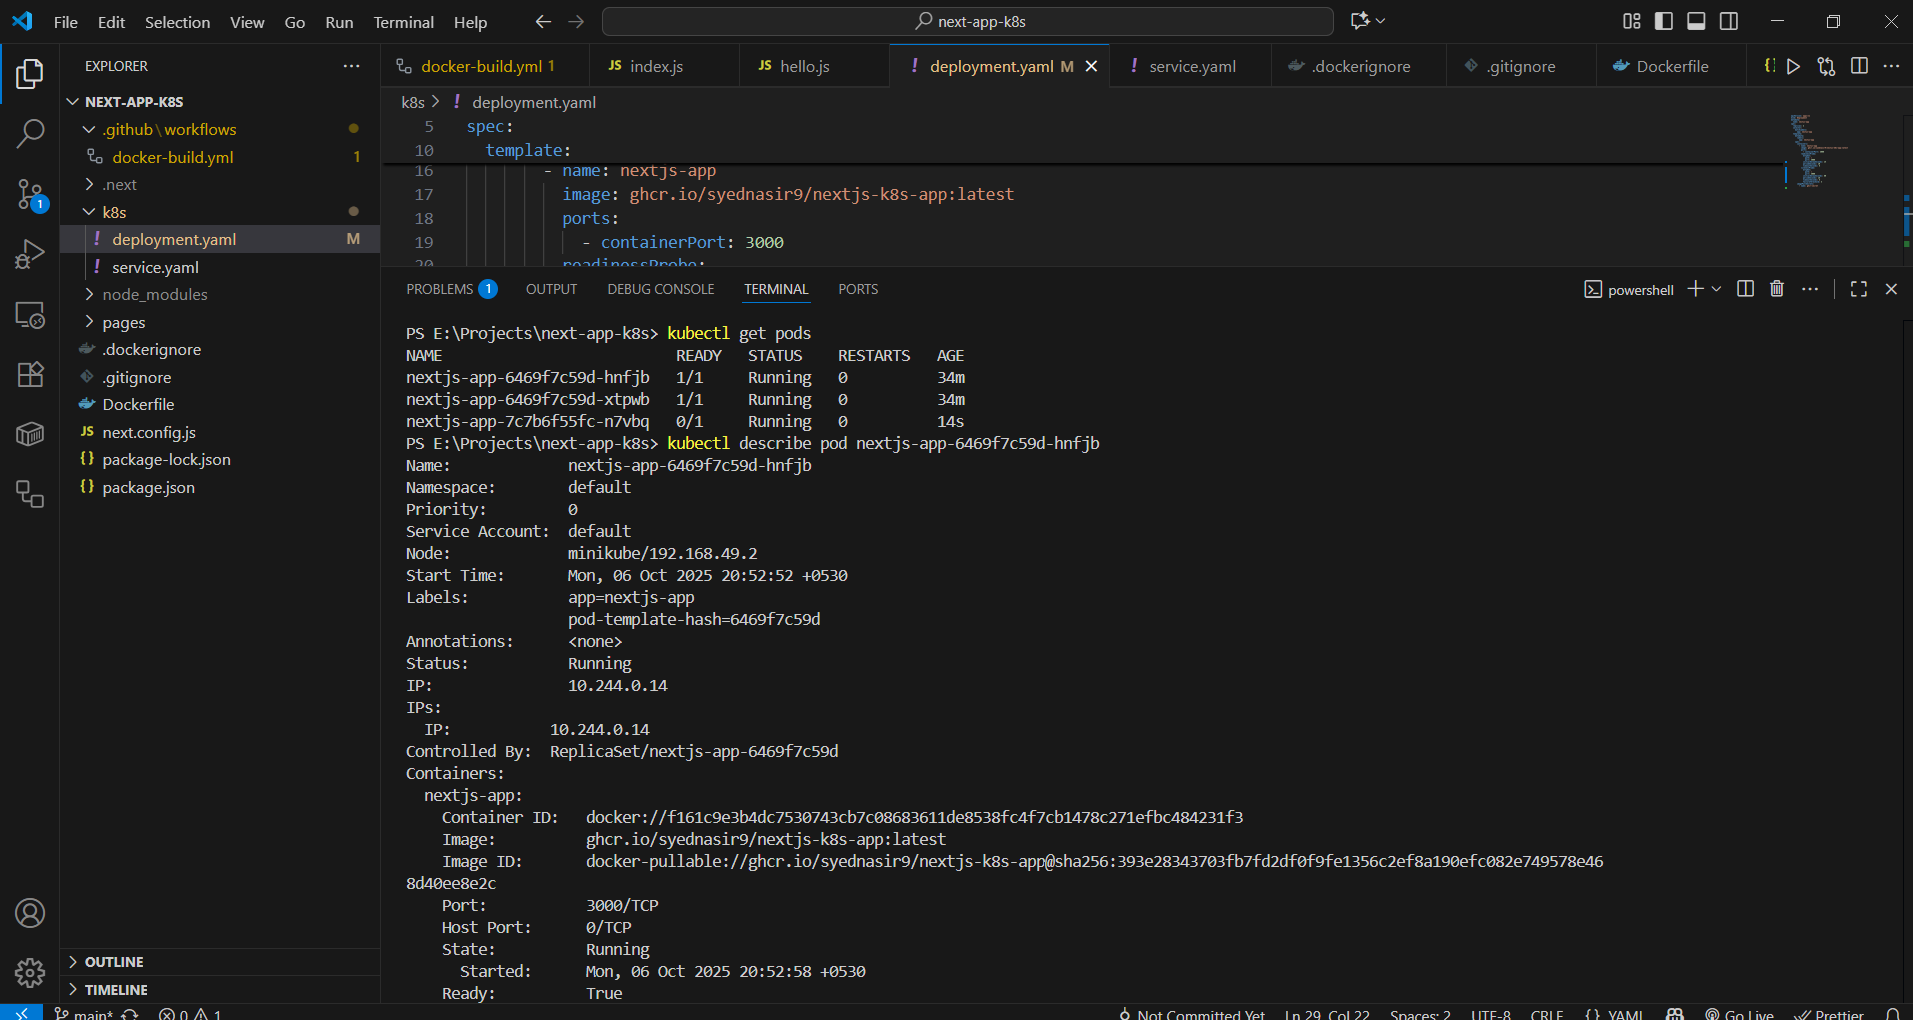 File Edit Selection View Go Run Terminal Help
next-app-k8s
EXPLORER
NEXT-APP-K8S
.github\workflows
docker-build.yml 1
.next
k8s
deployment.yaml M
service.yaml
node_modules
pages
.dockerignore
.gitignore
Dockerfile
JS next.config.js
{} package-lock.json
{} package.json
OUTLINE
TIMELINE
1
docker-build.yml 1
JS index.js
JS hello.js
! deployment.yaml M
! service.yaml
.dockerignore
.gitignore
Dockerfile
k8s > ! deployment.yaml
5 spec:
10 template:
16 - name: nextjs-app
17 image: ghcr.io/syednasir9/nextjs-k8s-app:latest
18 ports:
19 - containerPort: 3000
20 readinessProbe:
PROBLEMS 1 OUTPUT DEBUG CONSOLE TERMINAL PORTS
powershell
PS E:\Projects\next-app-k8s> kubectl get pods
NAME READY STATUS RESTARTS AGE
nextjs-app-6469f7c59d-hnfjb 1/1 Running 0 34m
nextjs-app-6469f7c59d-xtpwb 1/1 Running 0 34m
nextjs-app-7c7b6f55fc-n7vbq 0/1 Running 0 14s
PS E:\Projects\next-app-k8s> kubectl describe pod nextjs-app-6469f7c59d-hnfjb
Name: nextjs-app-6469f7c59d-hnfjb
Namespace: default
Priority: 0
Service Account: default
Node: minikube/192.168.49.2
Start Time: Mon, 06 Oct 2025 20:52:52 +0530
Labels: app=nextjs-app
pod-template-hash=6469f7c59d
Annotations: <none>
Status: Running
IP: 10.244.0.14
IPs:
IP: 10.244.0.14
Controlled By: ReplicaSet/nextjs-app-6469f7c59d
Containers:
nextjs-app:
Container ID: docker://f161c9e3b4dc7530743cb7c08683611de8538fc4f7cb1478c271efbc484231f3
Image: ghcr.io/syednasir9/nextjs-k8s-app:latest
Image ID: docker-pullable://ghcr.io/syednasir9/nextjs-k8s-app@sha256:393e28343703fb7fd2df0f9fe1356c2ef8a190efc082e749578e46
8d40ee8e2c
Port: 3000/TCP
Host Port: 0/TCP
State: Running
Started: Mon, 06 Oct 2025 20:52:58 +0530
Ready: True
main* 0 1 Not Committed Yet Ln 29, Col 22 Spaces: 2 UTF-8 CRLF {} YAML Go Live Prettier